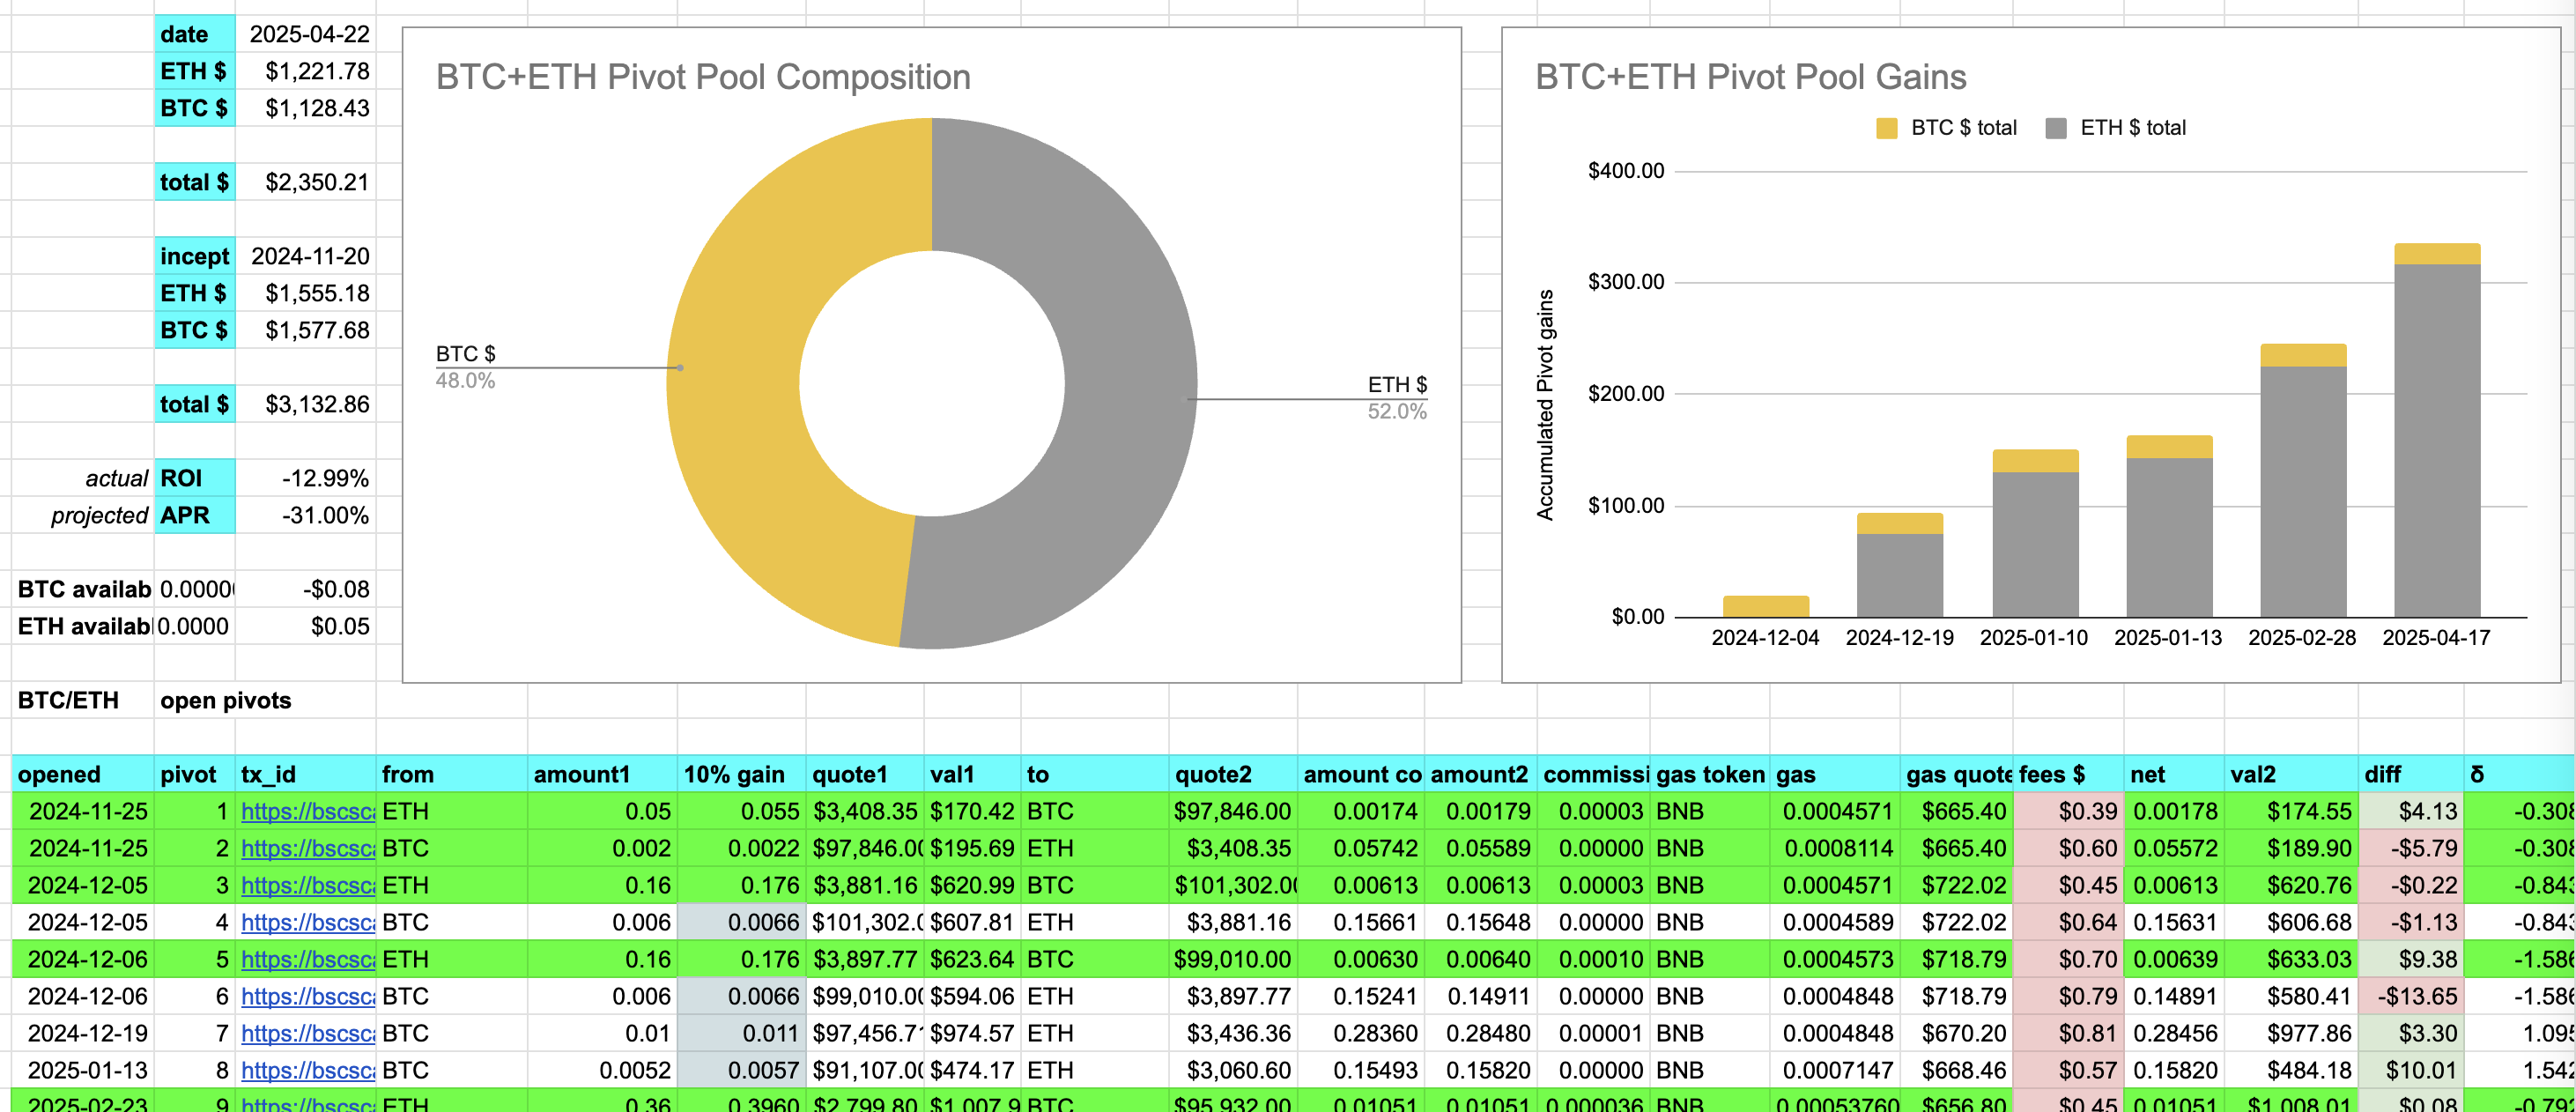 date 2025-04-22
ETH $ $1,221.78
BTC $ $1,128.43
total $ $2,350.21
incept 2024-11-20
ETH $ $1,555.18
BTC $ $1,577.68
total $ $3,132.86
actual ROI -12.99%
projected APR -31.00%
BTC availab 0.0000 -$0.08
ETH availab 0.0000 $0.05
BTC+ETH Pivot Pool Composition
BTC $
48.0%
ETH $
52.0%
BTC+ETH Pivot Pool Gains
BTC $ total ETH $ total
Accumulated Pivot gains
$400.00
$300.00
$200.00
$100.00
$0.00
2024-12-04 2024-12-19 2025-01-10 2025-01-13 2025-02-28 2025-04-17
BTC/ETH open pivots
opened pivot tx_id from amount1 10% gain quote1 val1 to quote2 amount co amount2 commissi gas token gas gas quote fees $ net val2 diff δ
2024-11-25 1 https://bscsca ETH 0.05 0.055 $3,408.35 $170.42 BTC $97,846.00 0.00174 0.00179 0.00003 BNB 0.0004571 $665.40 $0.39 0.00178 $174.55 $4.13 -0.308
2024-11-25 2 https://bscsca BTC 0.002 0.0022 $97,846.00 $195.69 ETH $3,408.35 0.05742 0.05589 0.00000 BNB 0.0008114 $665.40 $0.60 0.05572 $189.90 -$5.79 -0.308
2024-12-05 3 https://bscsca ETH 0.16 0.176 $3,881.16 $620.99 BTC $101,302.00 0.00613 0.00613 0.00003 BNB 0.0004571 $722.02 $0.45 0.00613 $620.76 -$0.22 -0.843
2024-12-05 4 https://bscsca BTC 0.006 0.0066 $101,302.0 $607.81 ETH $3,881.16 0.15661 0.15648 0.00000 BNB 0.0004589 $722.02 $0.64 0.15631 $606.68 -$1.13 -0.843
2024-12-06 5 https://bscsca ETH 0.16 0.176 $3,897.77 $623.64 BTC $99,010.00 0.00630 0.00640 0.00010 BNB 0.0004573 $718.79 $0.70 0.00639 $633.03 $9.38 -1.586
2024-12-06 6 https://bscsca BTC 0.006 0.0066 $99,010.00 $594.06 ETH $3,897.77 0.15241 0.14911 0.00000 BNB 0.0004848 $718.79 $0.79 0.14891 $580.41 -$13.65 -1.586
2024-12-19 7 https://bscsca BTC 0.01 0.011 $97,456.7 $974.57 ETH $3,436.36 0.28360 0.28480 0.00001 BNB 0.0004848 $670.20 $0.81 0.28456 $977.86 $3.30 1.095
2025-01-13 8 https://bscsca BTC 0.0052 0.0057 $91,107.00 $474.17 ETH $3,060.60 0.15493 0.15820 0.00000 BNB 0.0007147 $668.46 $0.57 0.15820 $484.18 $10.01 1.542
2025-02-23 9 https://bscsca ETH 0.36 0.3960 $2,799.80 $1,007.9 BTC $95,932.00 0.01051 0.01051 0.000036 BNB 0.00053760 $656.80 $0.45 0.01051 $1,008.01 $0.08 -0.79